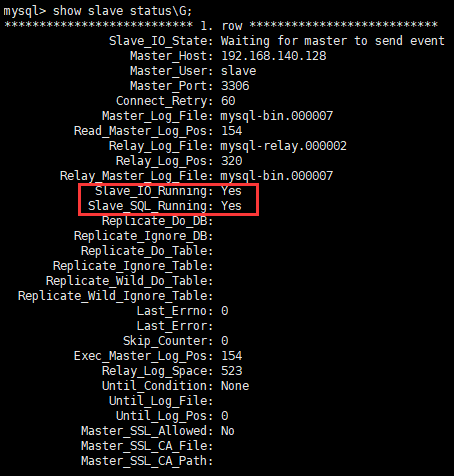 mysql> show slave status\G;
*************************** 1. row ***************************
Slave_IO_State: Waiting for master to send event
Master_Host: 192.168.140.128
Master_User: slave
Master_Port: 3306
Connect_Retry: 60
Master_Log_File: mysql-bin.000007
Read_Master_Log_Pos: 154
Relay_Log_File: mysql-relay.000002
Relay_Log_Pos: 320
Relay_Master_Log_File: mysql-bin.000007
Slave_IO_Running: Yes
Slave_SQL_Running: Yes
Replicate_Do_DB:
Replicate_Ignore_DB:
Replicate_Do_Table:
Replicate_Ignore_Table:
Replicate_Wild_Do_Table:
Replicate_Wild_Ignore_Table:
Last_Errno: 0
Last_Error:
Skip_Counter: 0
Exec_Master_Log_Pos: 154
Relay_Log_Space: 523
Until_Condition: None
Until_Log_File:
Until_Log_Pos: 0
Master_SSL_Allowed: No
Master_SSL_CA_File:
Master_SSL_CA_Path: